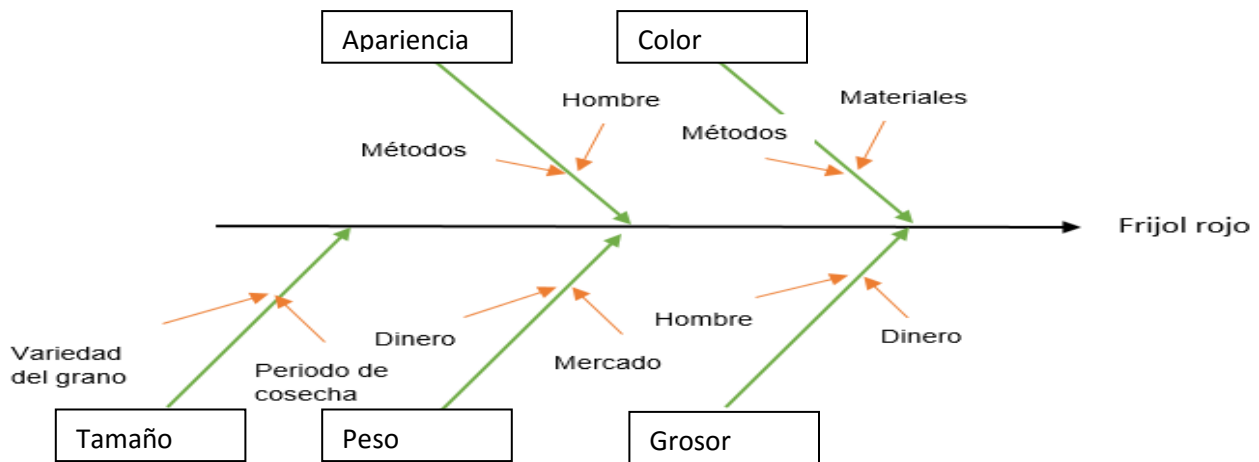 Apariencia
Color
Hombre
Materiales
Métodos
Métodos
Frijol rojo
Variedad
del grano
Periodo de
cosecha
Dinero
Mercado
Hombre
Dinero
Tamaño
Peso
Grosor